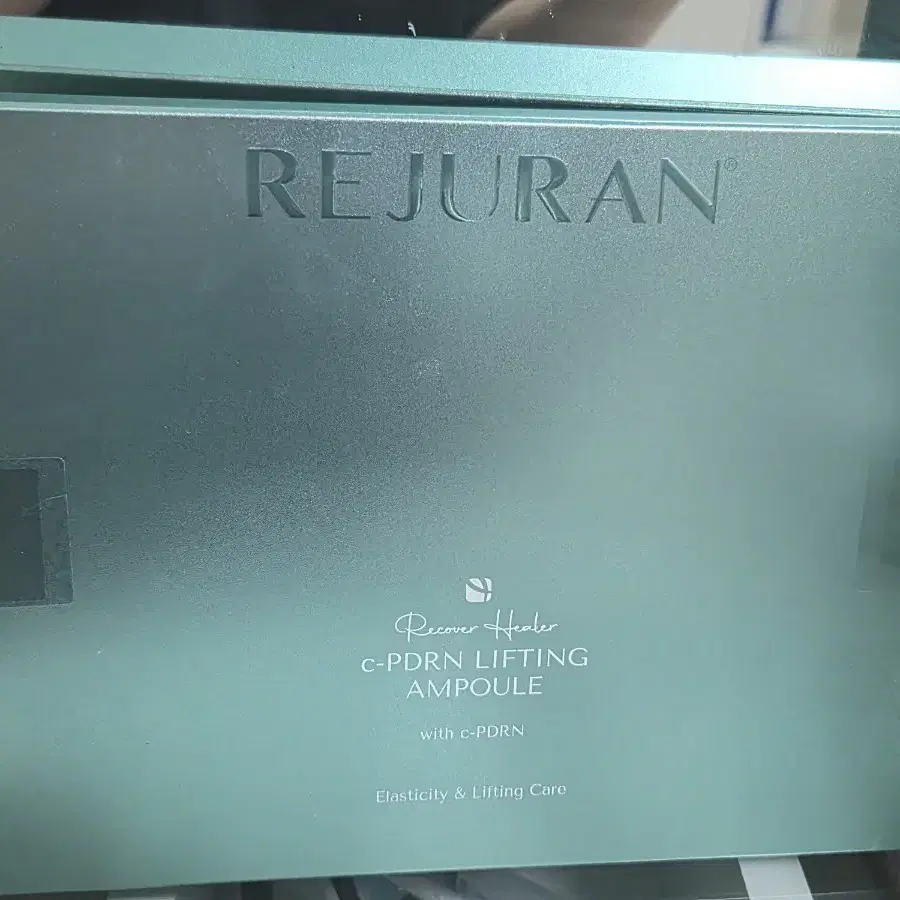 REJURAN®
Recover Healer
c-PDRN LIFTING
AMPOULE
with c-PDRN
Elasticity & Lifting Care